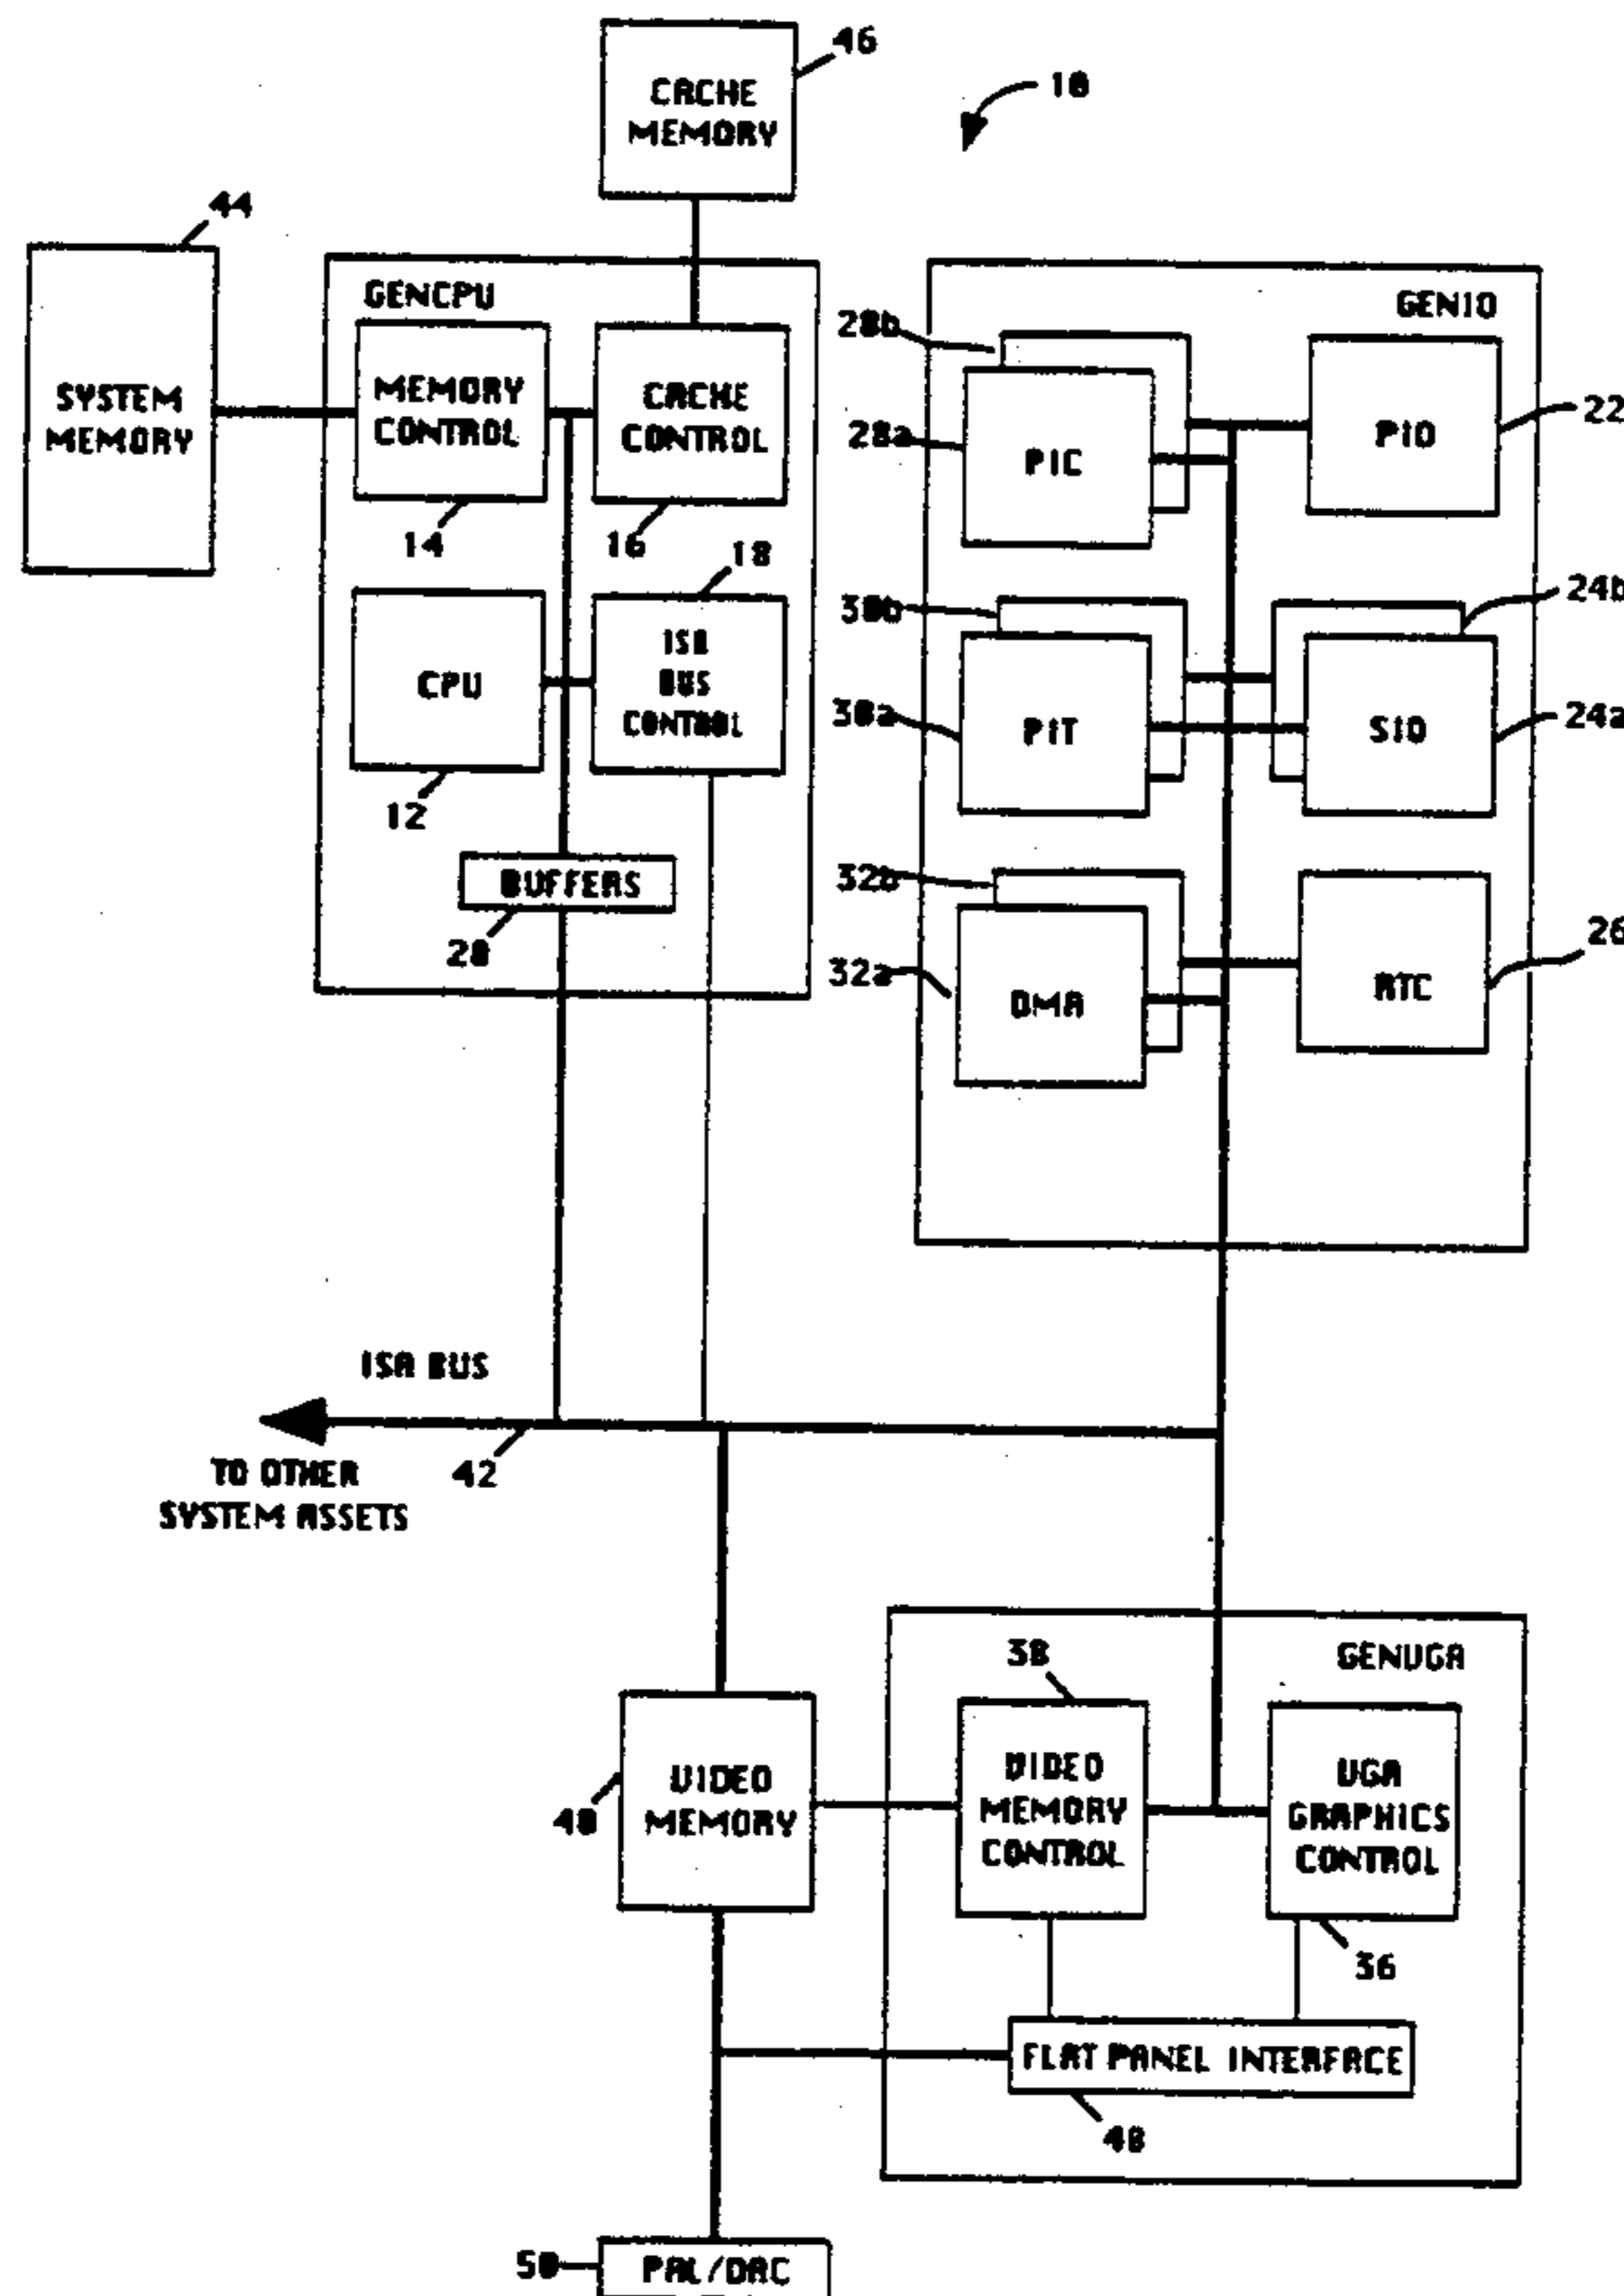 46
CACHE
MEMORY
10
44
SYSTEM
MEMORY
GENCPU
MEMORY
CONTROL
14
CACHE
CONTROL
16
18
CPU
12
ISA
BUS
CONTROL
BUFFERS
20
GENIO
28b
28a
PIC
PIO
22
30b
30a
PIT
24b
SIO
24a
32b
32a
DMA
RTC
26
ISA BUS
42
TO OTHER
SYSTEM ASSETS
GENVGA
38
VIDEO
MEMORY
40
VIDEO
MEMORY
CONTROL
VGA
GRAPHICS
CONTROL
36
FLAT PANEL INTERFACE
48
50
PAL/DAC